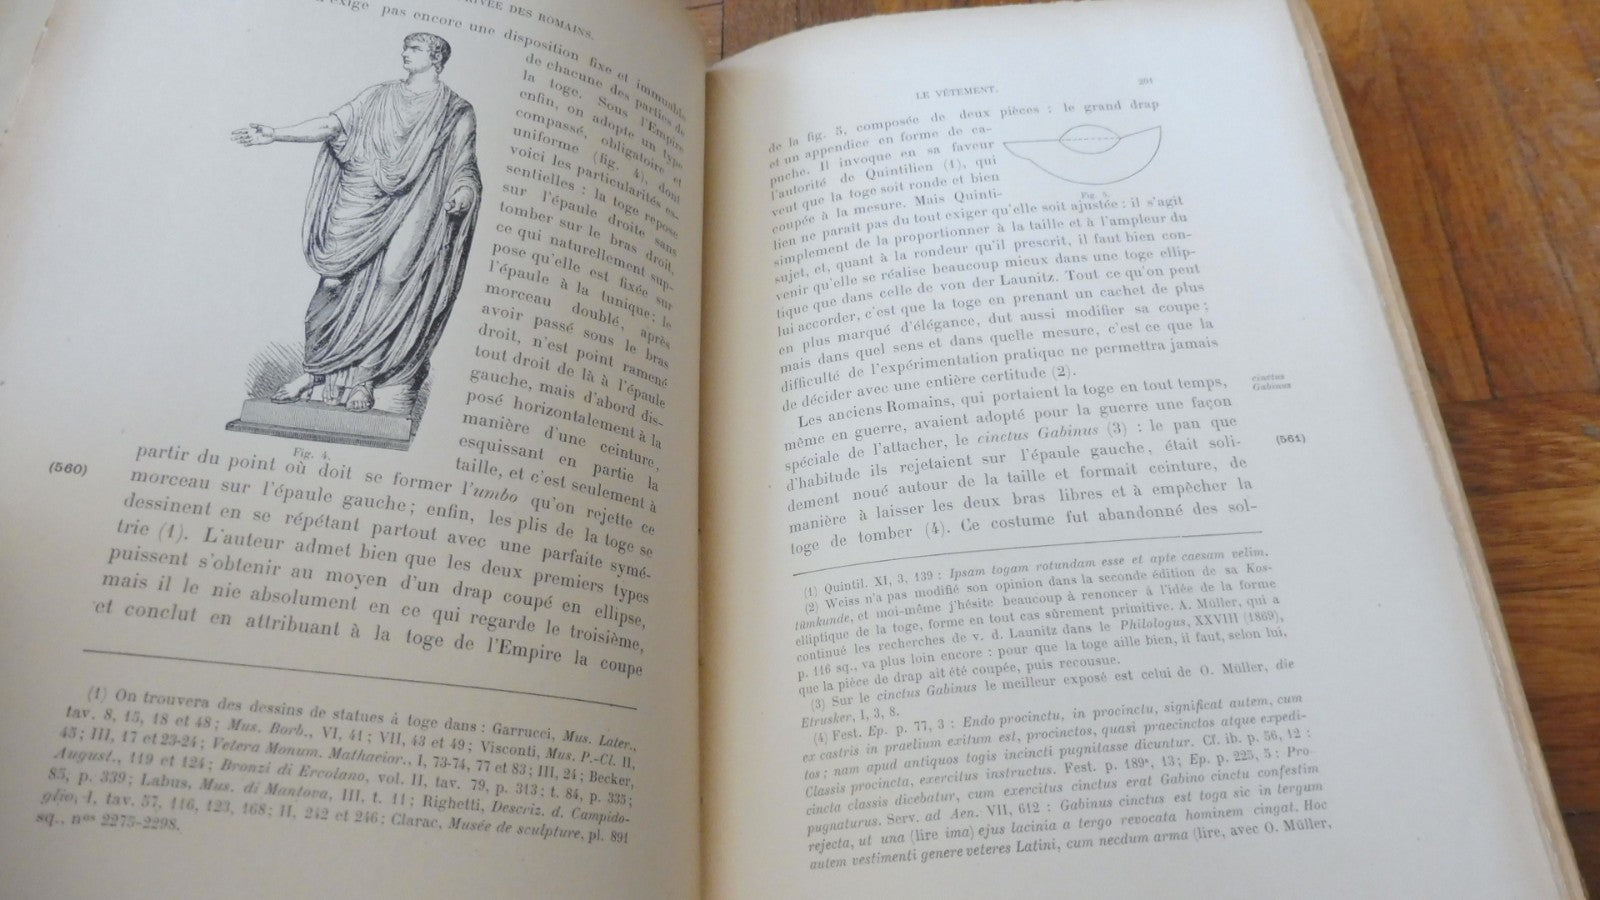 PRIVÉE DES ROMAINS.
exige pas encore une disposition fixe et immuable
de chacune des parties de
la toge. Sous l'Empire
enfin, on adopte un type
compassé, obligatoire et
uniforme (fig. 4), dont
voici les particularités es-
sentielles : la toge repose
sur l'épaule droite sans
tomber sur le bras droit,
ce qui naturellement sup-
pose qu'elle est fixée sur
l'épaule à la tunique; le
morceau doublé, après
avoir passé sous le bras
droit, n'est point ramené
tout droit de là à l'épaule
gauche, mais d'abord dis-
posé horizontalement à la
manière d'une ceinture,
esquissant en partie la
taille, et c'est seulement à
Fig. 4.
(560)
partir du point où doit se former l'umbo qu'on rejette ce
morceau sur l'épaule gauche; enfin, les plis de la toge se
dessinent en se répétant partout avec une parfaite symé-
trie (1). L'auteur admet bien que les deux premiers types
puissent s'obtenir au moyen d'un drap coupé en ellipse,
mais il le nie absolument en ce qui regarde le troisième,
et conclut en attribuant à la toge de l'Empire la coupe
(1) On trouvera des dessins de statues à toge dans : Garrucci, Mus. Later.,
tav. 8, 15, 18 et 48; Mus. Borb., VI, 41; VII, 43 et 49; Visconti, Mus. P.-Cl. II,
45; III, 17 et 23-24; Vetera Monum. Mathaeior., I, 73-74, 77 et 83; III, 24; Becker,
August., 119 et 124; Bronzi di Ercolano, vol. II, tav. 79, p. 313; t. 84, p. 335;
85, p. 339; Labus, Mus. di Mantova, III, t. 11; Righetti, Descriz. d. Campido-
glio, I, tav. 57, 116, 123, 168; II, 242 et 246; Clarac, Musée de sculpture, pl. 891
sq., nos 2275-2298.
LE VÊTEMENT.
201
de la fig. 5, composée de deux pièces : le grand drap
et un appendice en forme de ca-
puche. Il invoque en sa faveur
l'autorité de Quintilien (1), qui
veut que la toge soit ronde et bien
coupée à la mesure. Mais Quinti-
Fig. 5.
lien ne paraît pas du tout exiger qu'elle soit ajustée : il s'agit
simplement de la proportionner à la taille et à l'ampleur du
sujet, et, quant à la rondeur qu'il prescrit, il faut bien con-
venir qu'elle se réalise beaucoup mieux dans une toge ellip-
tique que dans celle de von der Launitz. Tout ce qu'on peut
lui accorder, c'est que la toge en prenant un cachet de plus
en plus marqué d'élégance, dut aussi modifier sa coupe;
mais dans quel sens et dans quelle mesure, c'est ce que la
difficulté de l'expérimentation pratique ne permettra jamais
de décider avec une entière certitude (2).
Les anciens Romains, qui portaient la toge en tout temps,
même en guerre, avaient adopté pour la guerre une façon
spéciale de l'attacher, le cinctus Gabinus (3) : le pan que
d'habitude ils rejetaient sur l'épaule gauche, était soli-
dement noué autour de la taille et formait ceinture, de
manière à laisser les deux bras libres et à empêcher la
toge de tomber (4). Ce costume fut abandonné des sol-
cinctus
Gabinus
(561)
(1) Quintil. XI, 3, 139 : Ipsam togam rotundam esse et apte caesam velim.
(2) Weiss n'a pas modifié son opinion dans la seconde édition de sa Kos-
tümkunde, et moi-même j'hésite beaucoup à renoncer à l'idée de la forme
elliptique de la toge, forme en tout cas sûrement primitive. A. Müller, qui a
continué les recherches de v. d. Launitz dans le Philologus, XXVIII (1869),
p. 116 sq., va plus loin encore : pour que la toge aille bien, il faut, selon lui,
que la pièce de drap ait été coupée, puis recousue.
(3) Sur le cinctus Gabinus le meilleur exposé est celui de O. Müller, die
Etrusker, I, 3, 8.
(4) Fest. Ep. p. 77, 3 : Endo procinctu, in procinctu, significat autem, cum
ex castris in praelium exitum est, procinctos, quasi praecinctos atque expedi-
tos; nam apud antiquos togis incincti pugnitasse dicuntur. Cf. ib. p. 56, 12 :
Classis procincta, exercitus instructus. Fest. p. 189a, 13; Ep. p. 225, 5 : Pro-
cincta classis dicebatur, cum exercitus cinctus erat Gabino cinctu confestim
pugnaturus. Serv. ad Aen. VII, 612 : Gabinus cinctus est toga sic in tergum
rejecta, ut una (lire ima) ejus lacinia a tergo revocata hominem cingat. Hoc
autem vestimenti genere veteres Latini, cum necdum arma (lire, avec O. Müller,